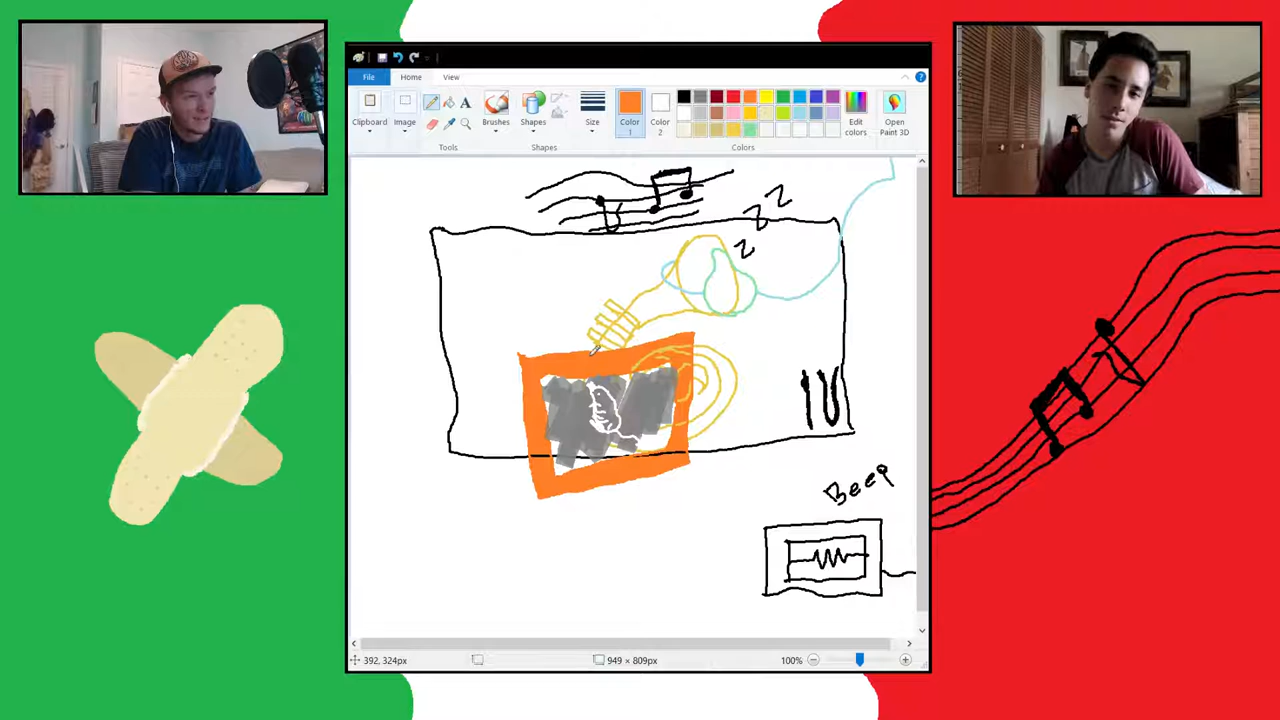 File
Home
View
Clipboard
Image
Tools
Brushes
Shapes
Shapes
Size
Color
1
Color
2
Edit
colors
Open
Paint 3D
Colors
z z z
Beep
392, 324px
949 × 809px
100%